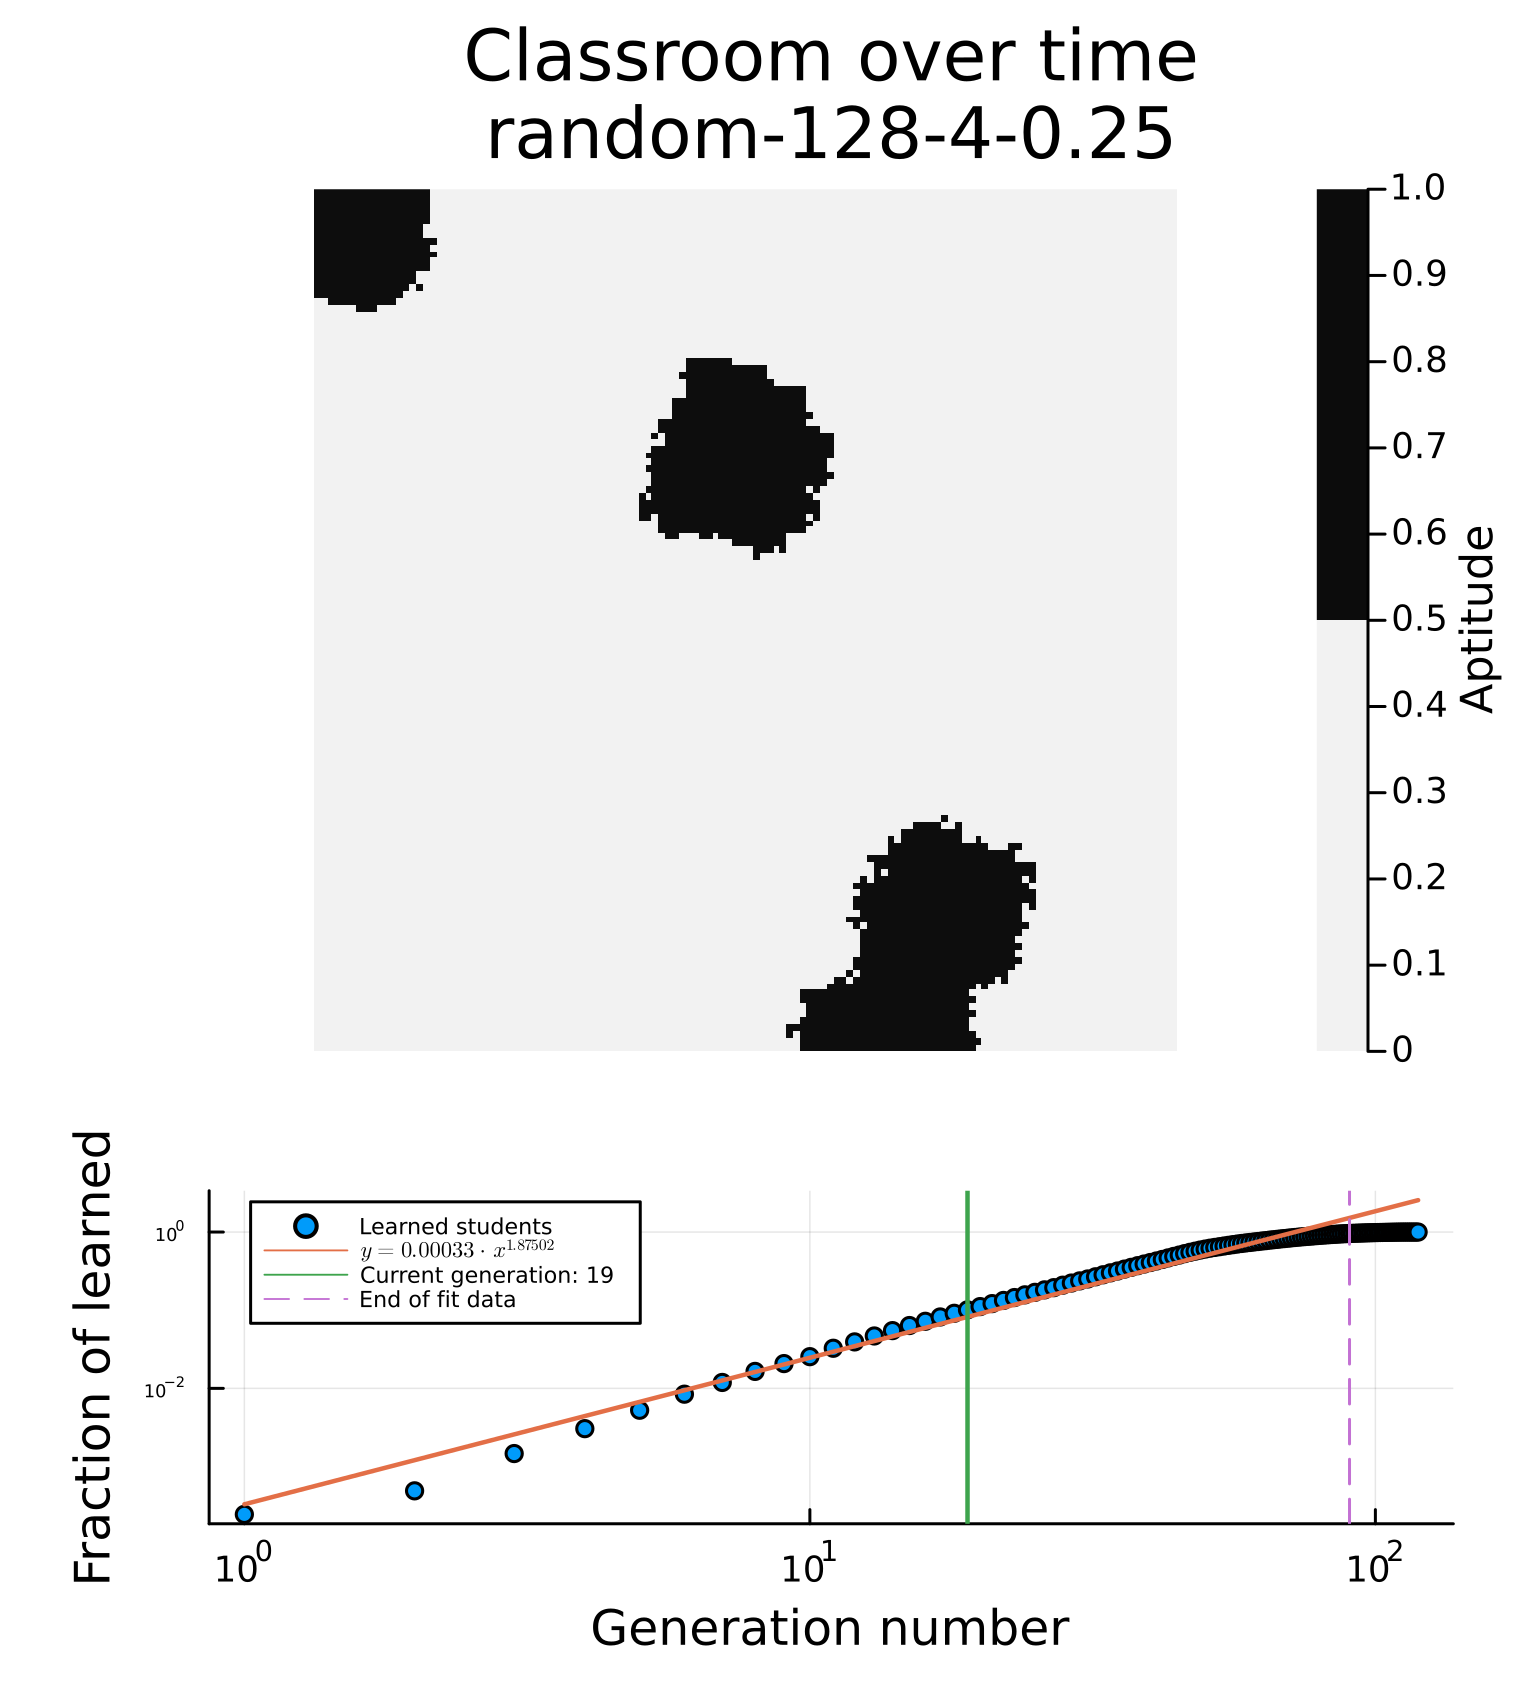 Classroom over time
random-128-4-0.25
1.0
0.9
0.8
0.7
0.6
0.5
0.4
0.3
0.2
0.1
0
Aptitude
Fraction of learned
10^0
10^-2
Learned students
y = 0.00033 · x^1.87502
Current generation: 19
End of fit data
10^0
10^1
10^2
Generation number